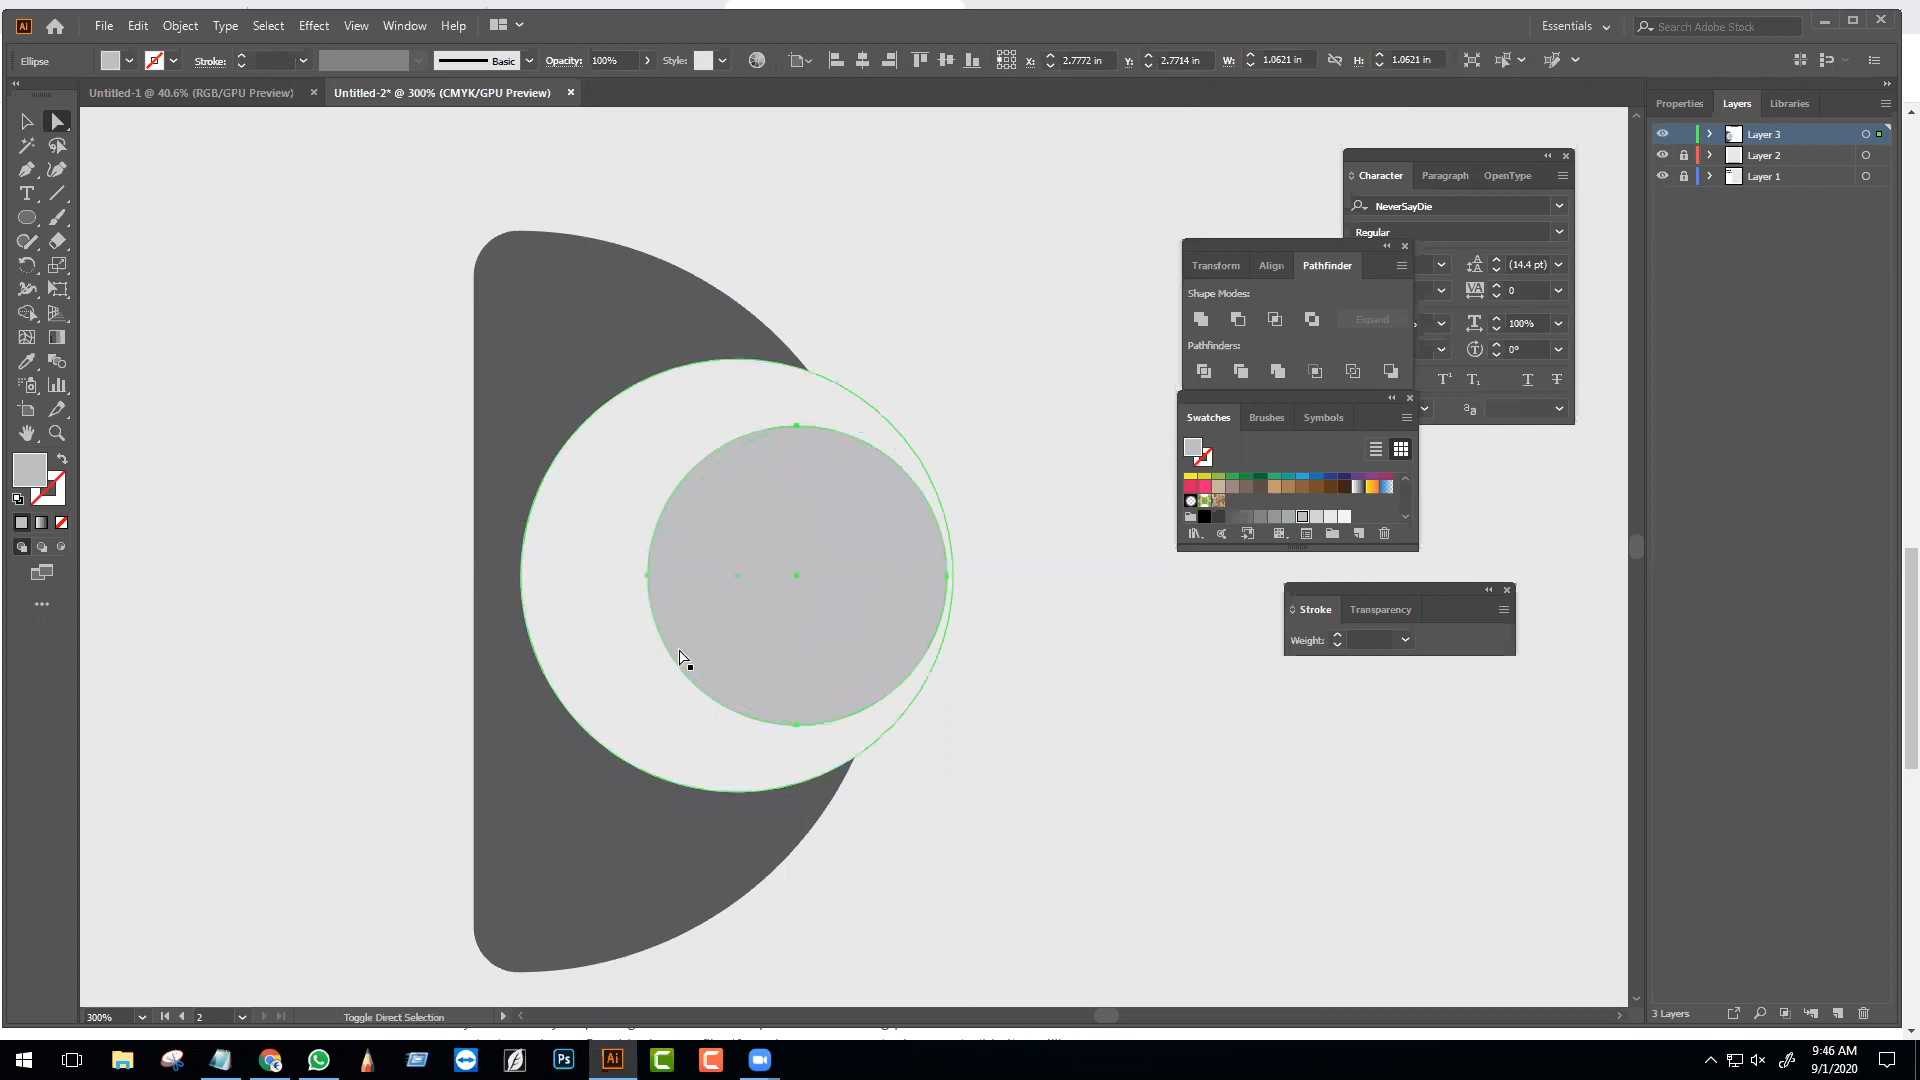 Ai File Edit Object Type Select Effect View Window Help Essentials Search Adobe Stock
Ellipse Stroke: Basic Opacity: 100% Style: X: 2.7772 in Y: 2.7714 in W: 1.0621 in H: 1.0621 in
Untitled-1 @ 40.6% (RGB/GPU Preview) × Untitled-2* @ 300% (CMYK/GPU Preview) ×
Properties Layers Libraries
Layer 3
Layer 2
Layer 1
Character Paragraph OpenType
NeverSayDie
Regular
(14.4 pt)
0
100%
0°
Transform Align Pathfinder
Shape Modes:
Expand
Pathfinders:
Swatches Brushes Symbols
Stroke Transparency
Weight:
300% 2 Toggle Direct Selection
3 Layers
Ps Ai
9:46 AM
9/1/2020